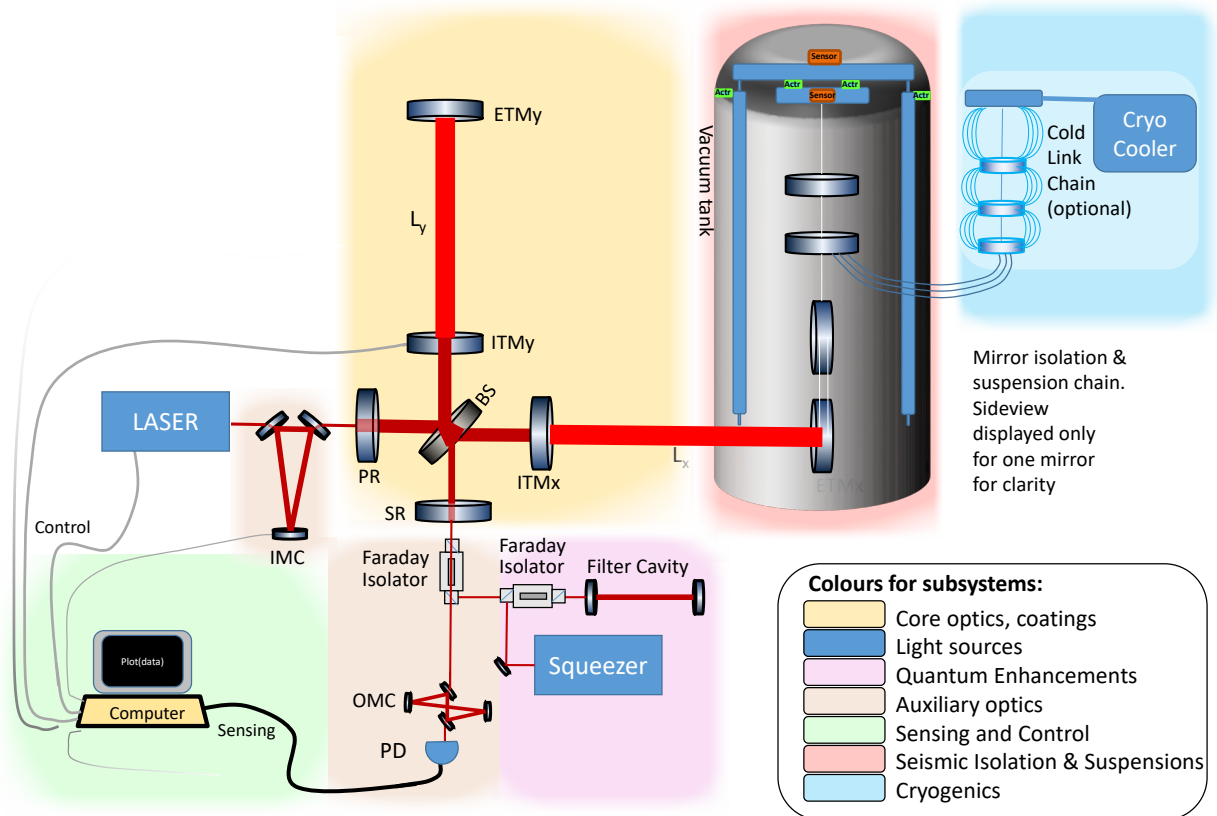 ETMy
L_y
ITMy
BS
LASER
PR
ITMx
L_x
ETMx
SR
IMC
Control
Sensor
Actr
Actr
Actr
Sensor
Actr
Vacuum tank
Cryo
Cooler
Cold
Link
Chain
(optional)
Mirror isolation &
suspension chain.
Sideview
displayed only
for one mirror
for clarity
Faraday
Isolator
Faraday
Isolator
Filter Cavity
Squeezer
OMC
PD
Plot(data)
Computer
Sensing
Colours for subsystems:
Core optics, coatings
Light sources
Quantum Enhancements
Auxiliary optics
Sensing and Control
Seismic Isolation & Suspensions
Cryogenics